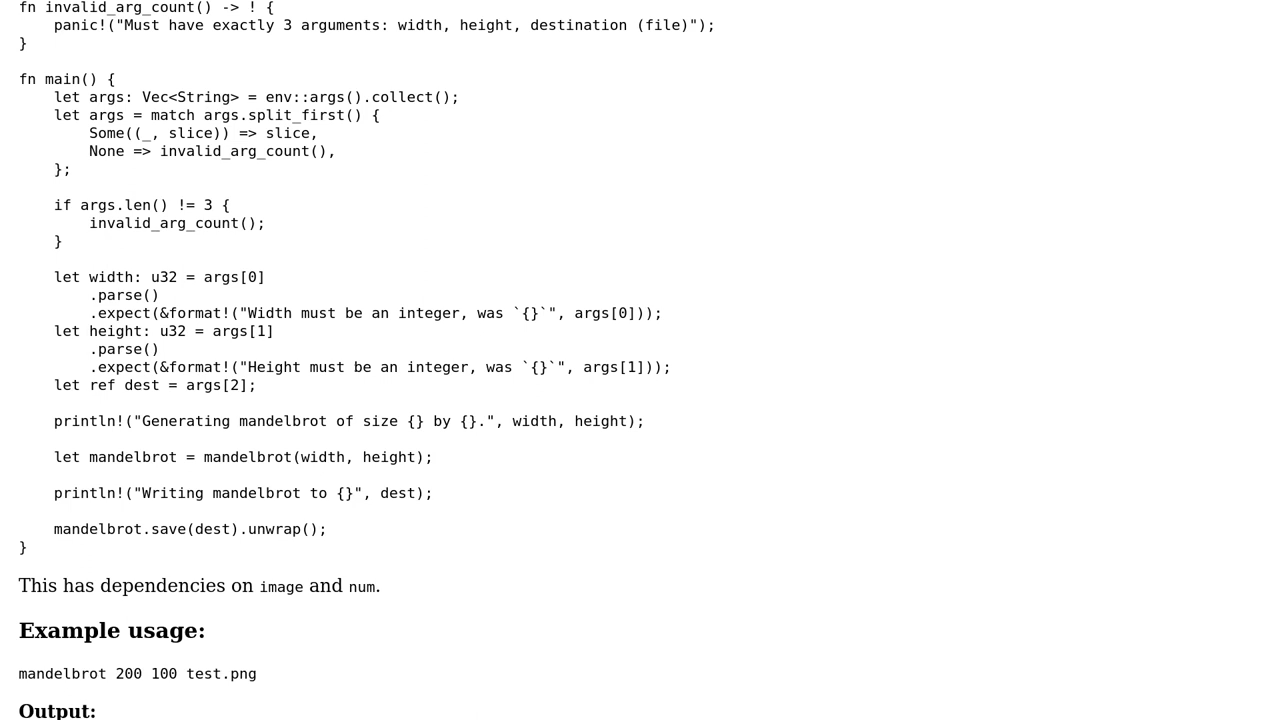 fn invalid_arg_count() -> ! {
    panic!("Must have exactly 3 arguments: width, height, destination (file)");
}

fn main() {
    let args: Vec<String> = env::args().collect();
    let args = match args.split_first() {
        Some((_, slice)) => slice,
        None => invalid_arg_count(),
    };

    if args.len() != 3 {
        invalid_arg_count();
    }

    let width: u32 = args[0]
        .parse()
        .expect(&format!("Width must be an integer, was `{}`", args[0]));
    let height: u32 = args[1]
        .parse()
        .expect(&format!("Height must be an integer, was `{}`", args[1]));
    let ref dest = args[2];

    println!("Generating mandelbrot of size {} by {}.", width, height);

    let mandelbrot = mandelbrot(width, height);

    println!("Writing mandelbrot to {}", dest);

    mandelbrot.save(dest).unwrap();
}
This has dependencies on image and num.
Example usage:
mandelbrot 200 100 test.png
Output: